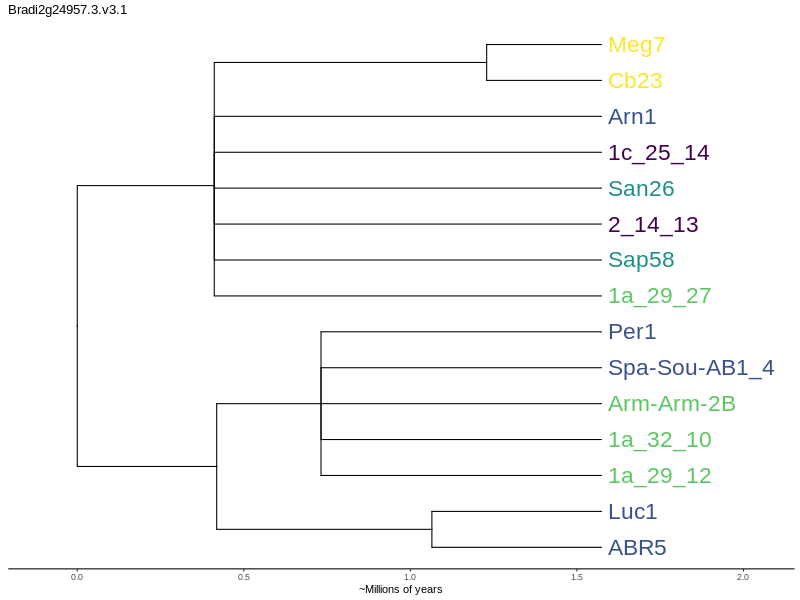 Bradi2g24957.3.v3.1
Meg7
Cb23
Arn1
1c_25_14
San26
2_14_13
Sap58
1a_29_27
Per1
Spa-Sou-AB1_4
Arm-Arm-2B
1a_32_10
1a_29_12
Luc1
ABR5
0.0 0.5 1.0 1.5 2.0
~Millions of years